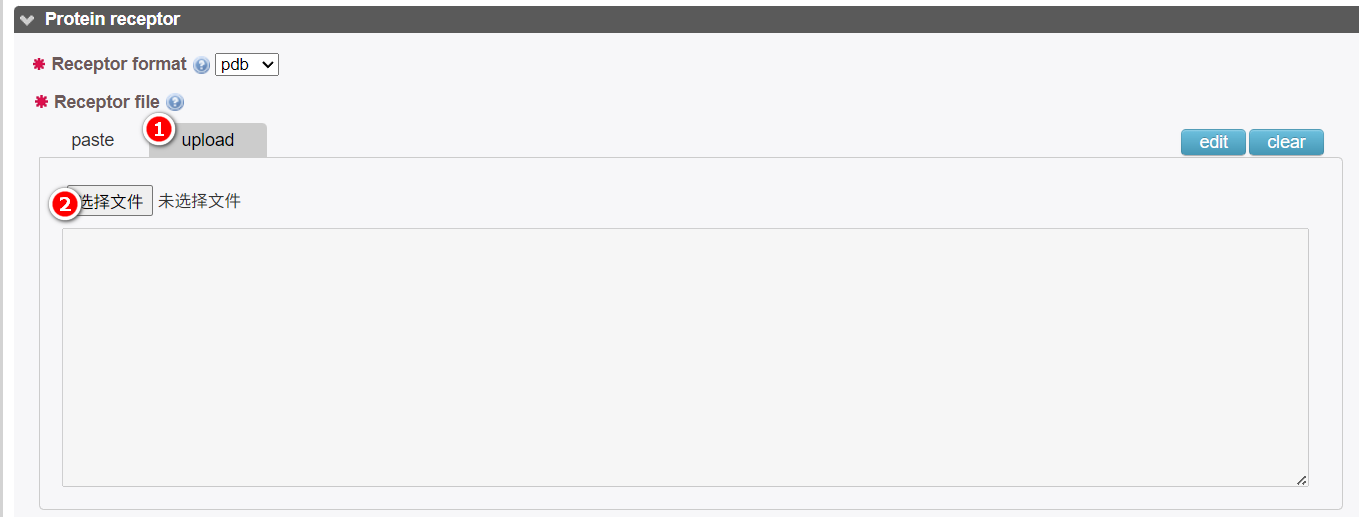 Protein receptor
Receptor format ? pdb
Receptor file ?
paste 1 upload edit clear
2 选择文件 未选择文件